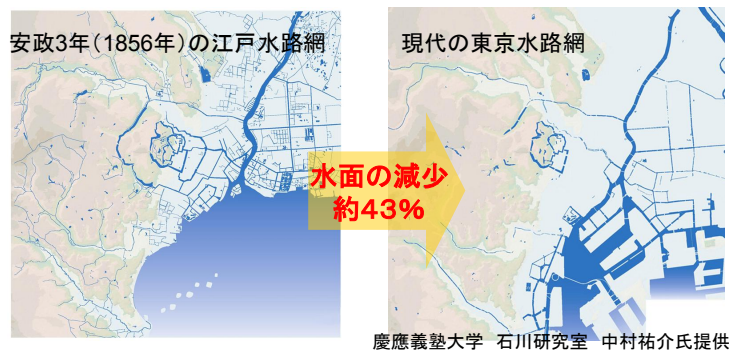 安政3年（1856年）の江戸水路網
現代の東京水路網
水面の減少
約43%
慶應義塾大学　石川研究室　中村祐介氏提供